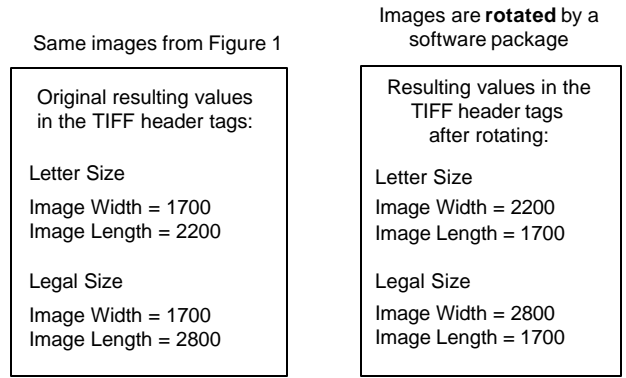 Same images from Figure 1
Original resulting values
in the TIFF header tags:
Letter Size
Image Width = 1700
Image Length = 2200
Legal Size
Image Width = 1700
Image Length = 2800
Images are rotated by a
software package
Resulting values in the
TIFF header tags
after rotating:
Letter Size
Image Width = 2200
Image Length = 1700
Legal Size
Image Width = 2800
Image Length = 1700